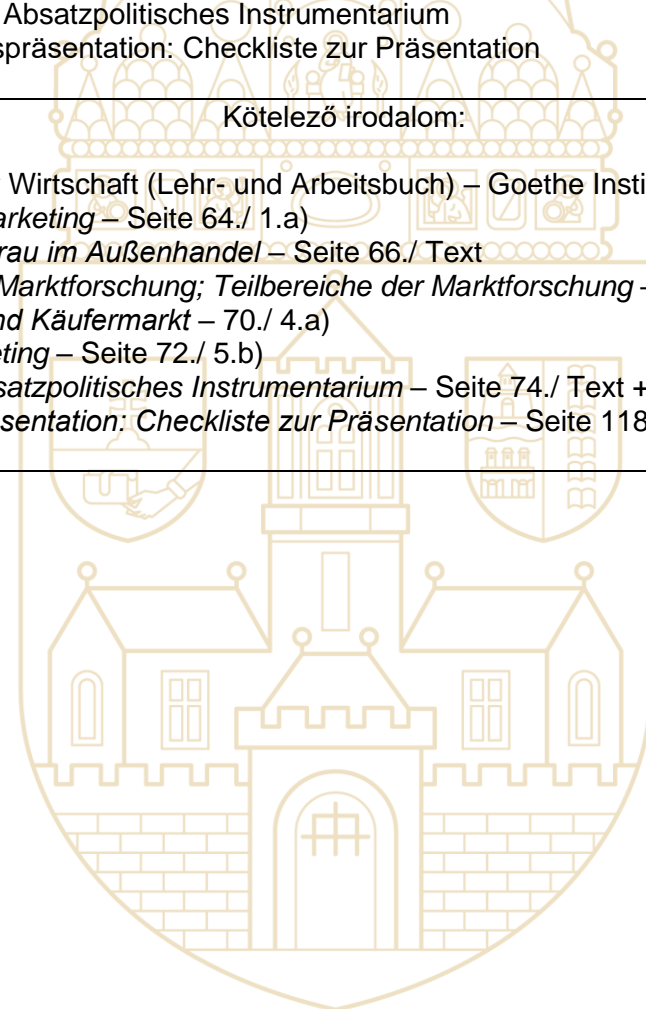 Absatzpolitisches Instrumentarium
spräsentation: Checkliste zur Präsentation
Kötelező irodalom:
Wirtschaft (Lehr- und Arbeitsbuch) – Goethe Insti
arketing – Seite 64./ 1.a)
rau im Außenhandel – Seite 66./ Text
Marktforschung; Teilbereiche der Marktforschung –
nd Käufermarkt – 70./ 4.a)
eting – Seite 72./ 5.b)
bsatzpolitisches Instrumentarium – Seite 74./ Text +
äsentation: Checkliste zur Präsentation – Seite 118